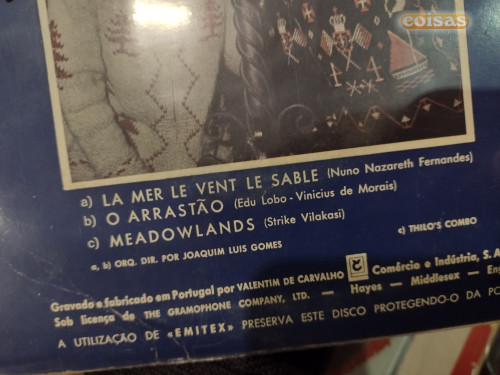 coisas
a) LA MER LE VENT LE SABLE (Nuno Nazareth Fernandes)
b) O ARRASTÃO (Edu Lobo - Vinicius de Morais)
c) MEADOWLANDS (Strike Vilakasi)
a, b) ORQ. DIR. POR JOAQUIM LUIS GOMES
c) THILO'S COMBO
Gravado e fabricado em Portugal por VALENTIM DE CARVALHO Comércio e Indústria, S.A
Sob licença de THE GRAMOPHONE COMPANY, LTD. — Hayes — Middlesex — En
A UTILIZAÇÃO DE «EMITEX» PRESERVA ESTE DISCO PROTEGENDO-O DA PO